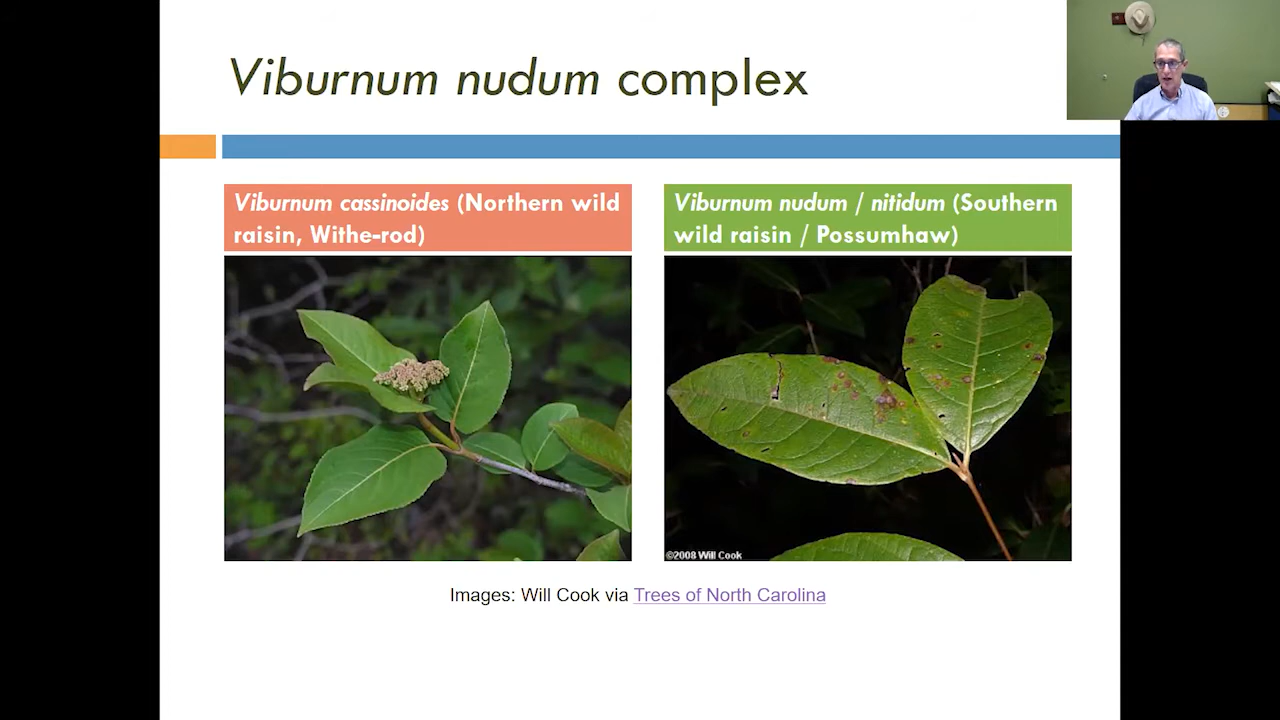 Viburnum nudum complex
Viburnum cassinoides (Northern wild
raisin, Withe-rod)
Viburnum nudum / nitidum (Southern
wild raisin / Possumhaw)
©2008 Will Cook
Images: Will Cook via Trees of North Carolina